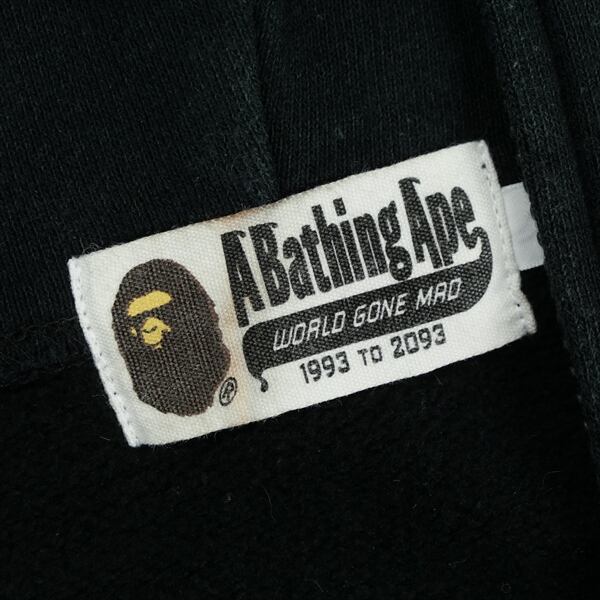 A Bathing Ape
WORLD GONE MAD
1993 TO 2093
®